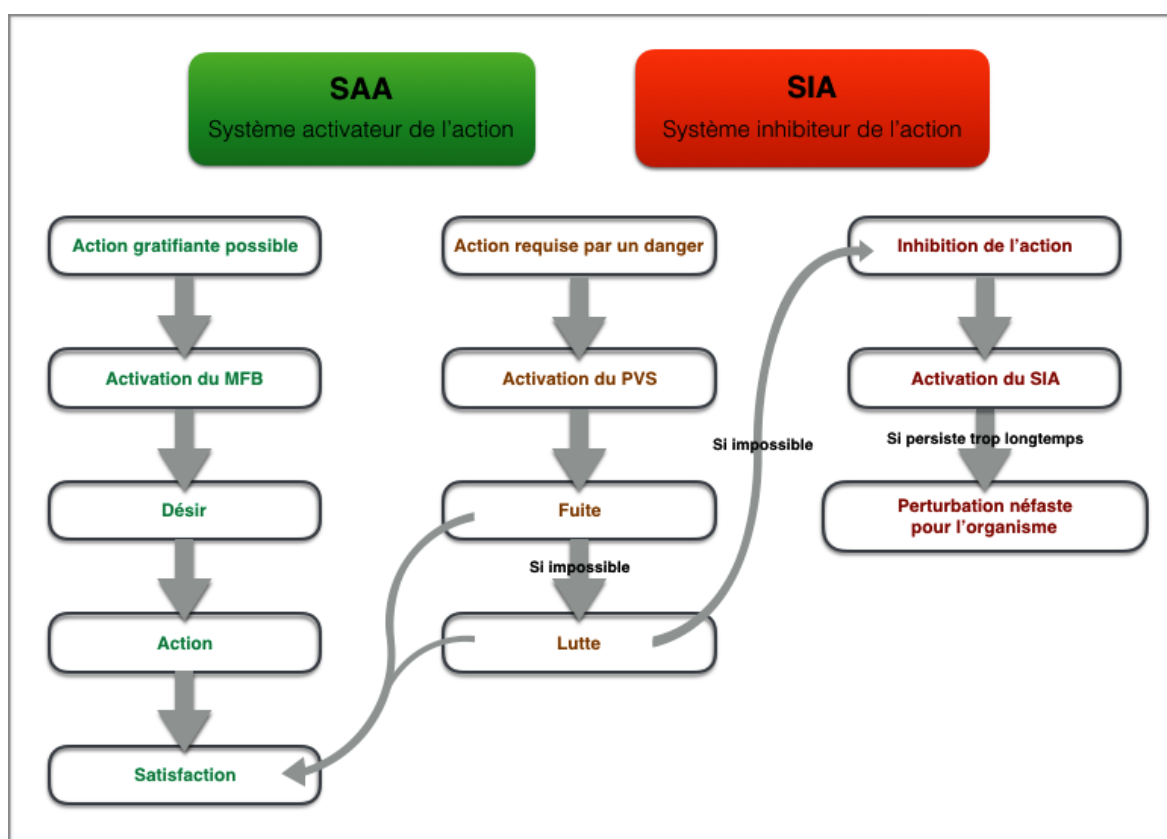 SAA
Système activateur de l'action
SIA
Système inhibiteur de l'action
Action gratifiante possible
Activation du MFB
Désir
Action
Satisfaction
Action requise par un danger
Activation du PVS
Fuite
Si impossible
Lutte
Si impossible
Inhibition de l'action
Activation du SIA
Si persiste trop longtemps
Perturbation néfaste
pour l'organisme